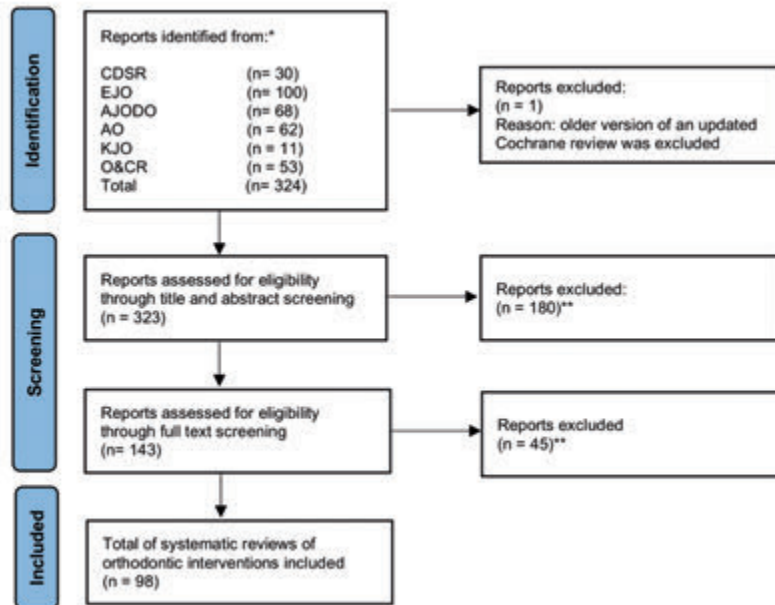 Identification
Reports identified from:*
CDSR (n= 30)
EJO (n= 100)
AJODO (n= 68)
AO (n = 62)
KJO (n = 11)
O&CR (n= 53)
Total (n= 324)
Reports excluded:
(n = 1)
Reason: older version of an updated
Cochrane review was excluded
Screening
Reports assessed for eligibility
through title and abstract screening
(n = 323)
Reports excluded:
(n = 180)**
Reports assessed for eligibility
through full text screening
(n= 143)
Reports excluded
(n = 45)**
Included
Total of systematic reviews of
orthodontic interventions included
(n = 98)